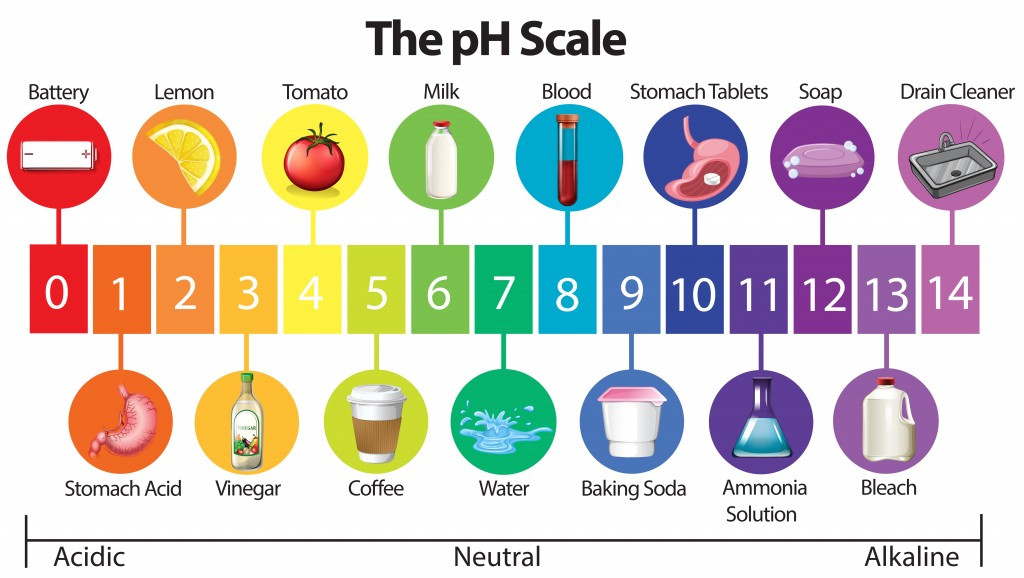 The pH Scale
Battery Lemon Tomato Milk Blood Stomach Tablets Soap Drain Cleaner
- +
0 1 2 3 4 5 6 7 8 9 10 11 12 13 14
VINEGAR
Stomach Acid Vinegar Coffee Water Baking Soda Ammonia Bleach
Solution
Acidic Neutral Alkaline